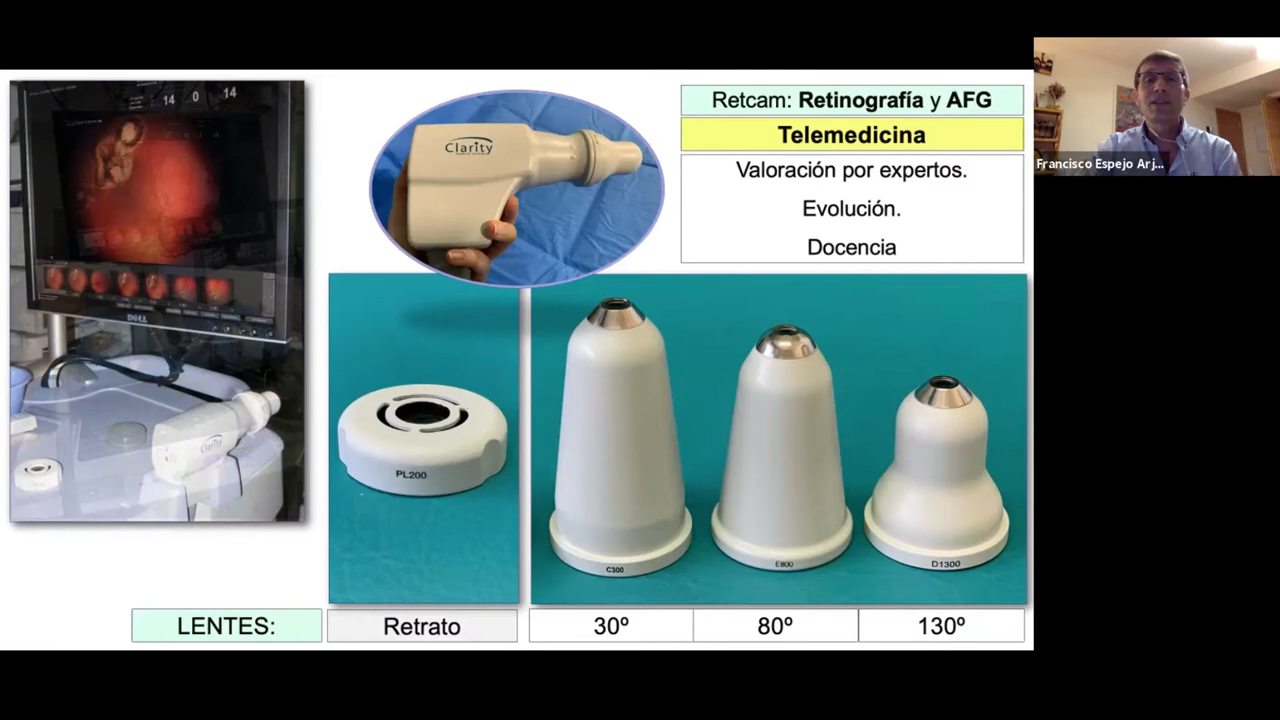 14 0 14
DELL
Clarity
Clarity
Retcam: Retinografía y AFG
Telemedicina
Valoración por expertos.
Evolución.
Docencia
Francisco Espejo Arj...
PL200
C300
E800
D1300
LENTES:
Retrato
30º
80º
130º